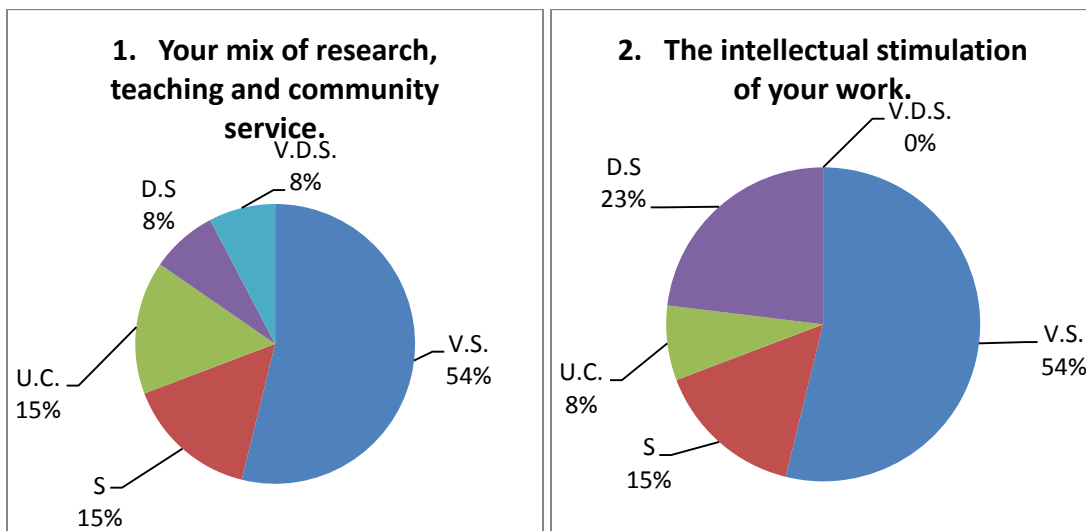 1. Your mix of research,
teaching and community
service.
V.D.S.
8%
D.S
8%
U.C.
15%
S
15%
V.S.
54%
2. The intellectual stimulation
of your work.
V.D.S.
0%
D.S
23%
U.C.
8%
S
15%
V.S.
54%